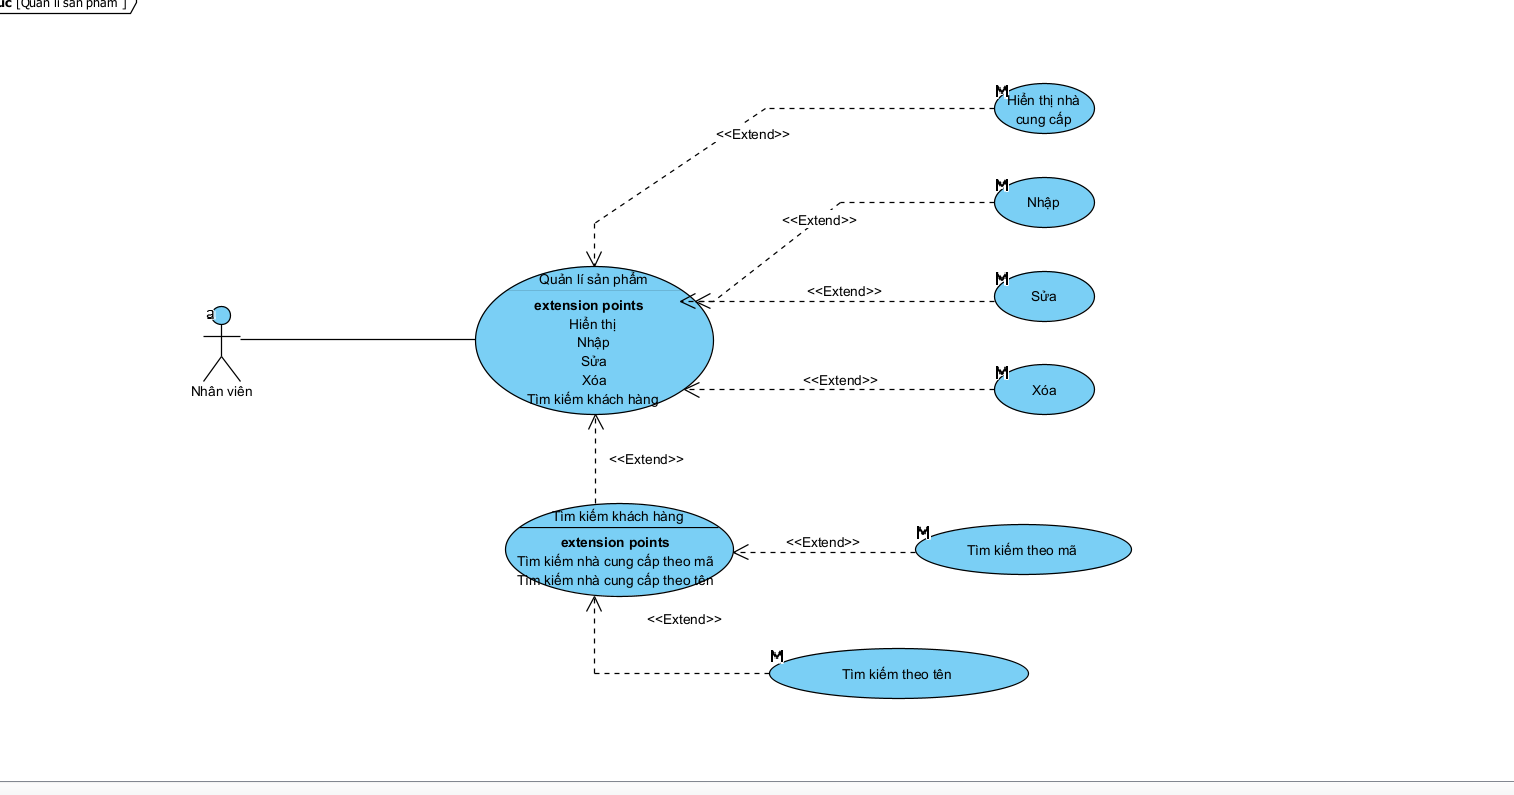 uc [Quản lí sản phẩm ]
Hiển thị nhà
cung cấp
<<Extend>>
Nhập
<<Extend>>
Quản lí sản phẩm
extension points
Hiển thị
Nhập
Sửa
Xóa
Tìm kiếm khách hàng
<<Extend>>
Sửa
a
Nhân viên
<<Extend>>
Xóa
<<Extend>>
Tìm kiếm khách hàng
extension points
Tìm kiếm nhà cung cấp theo mã
Tìm kiếm nhà cung cấp theo tên
<<Extend>>
Tìm kiếm theo mã
<<Extend>>
Tìm kiếm theo tên